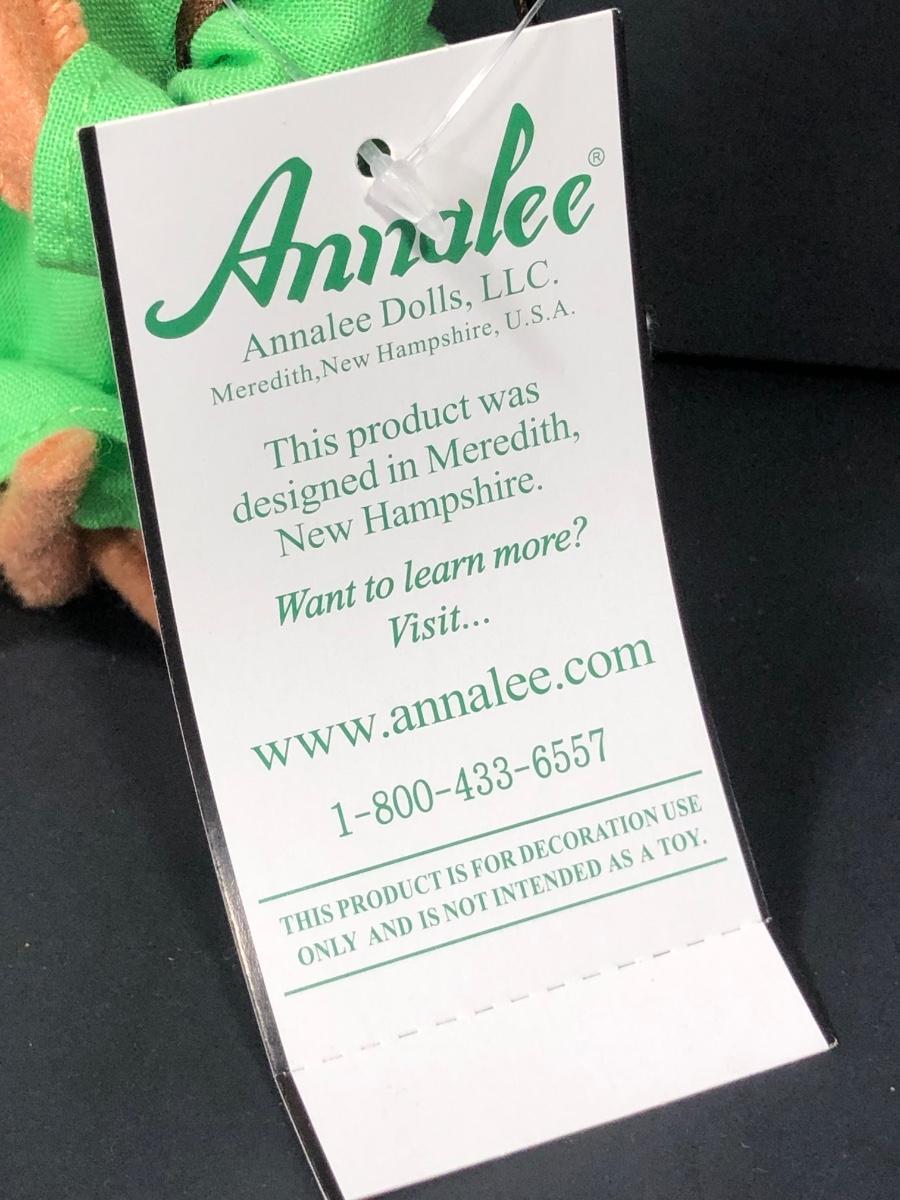 Annalee®
Annalee Dolls, LLC.
Meredith,New Hampshire, U.S.A.
This product was
designed in Meredith,
New Hampshire.
Want to learn more?
Visit...
www.annalee.com
1-800-433-6557
THIS PRODUCT IS FOR DECORATION USE
ONLY AND IS NOT INTENDED AS A TOY.